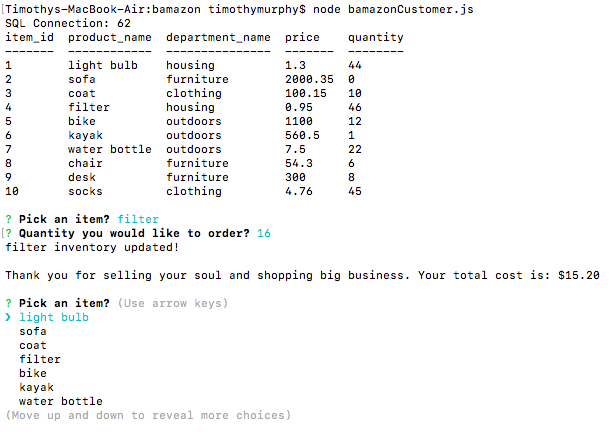 [Timothys-MacBook-Air:bamazon timothymurphy$ node bamazonCustomer.js
SQL Connection: 62
item_id  product_name  department_name  price    quantity
-------  ------------  ---------------  -------  --------
1        light bulb    housing          1.3      44
2        sofa          furniture        2000.35  0
3        coat          clothing         100.15   10
4        filter        housing          0.95     46
5        bike          outdoors         1100     12
6        kayak         outdoors         560.5    1
7        water bottle  outdoors         7.5      22
8        chair         furniture        54.3     6
9        desk          furniture        300      8
10       socks         clothing         4.76     45
? Pick an item? filter
[? Quantity you would like to order? 16
filter inventory updated!
Thank you for selling your soul and shopping big business. Your total cost is: $15.20
? Pick an item? (Use arrow keys)
❯ light bulb
  sofa
  coat
  filter
  bike
  kayak
  water bottle
(Move up and down to reveal more choices)